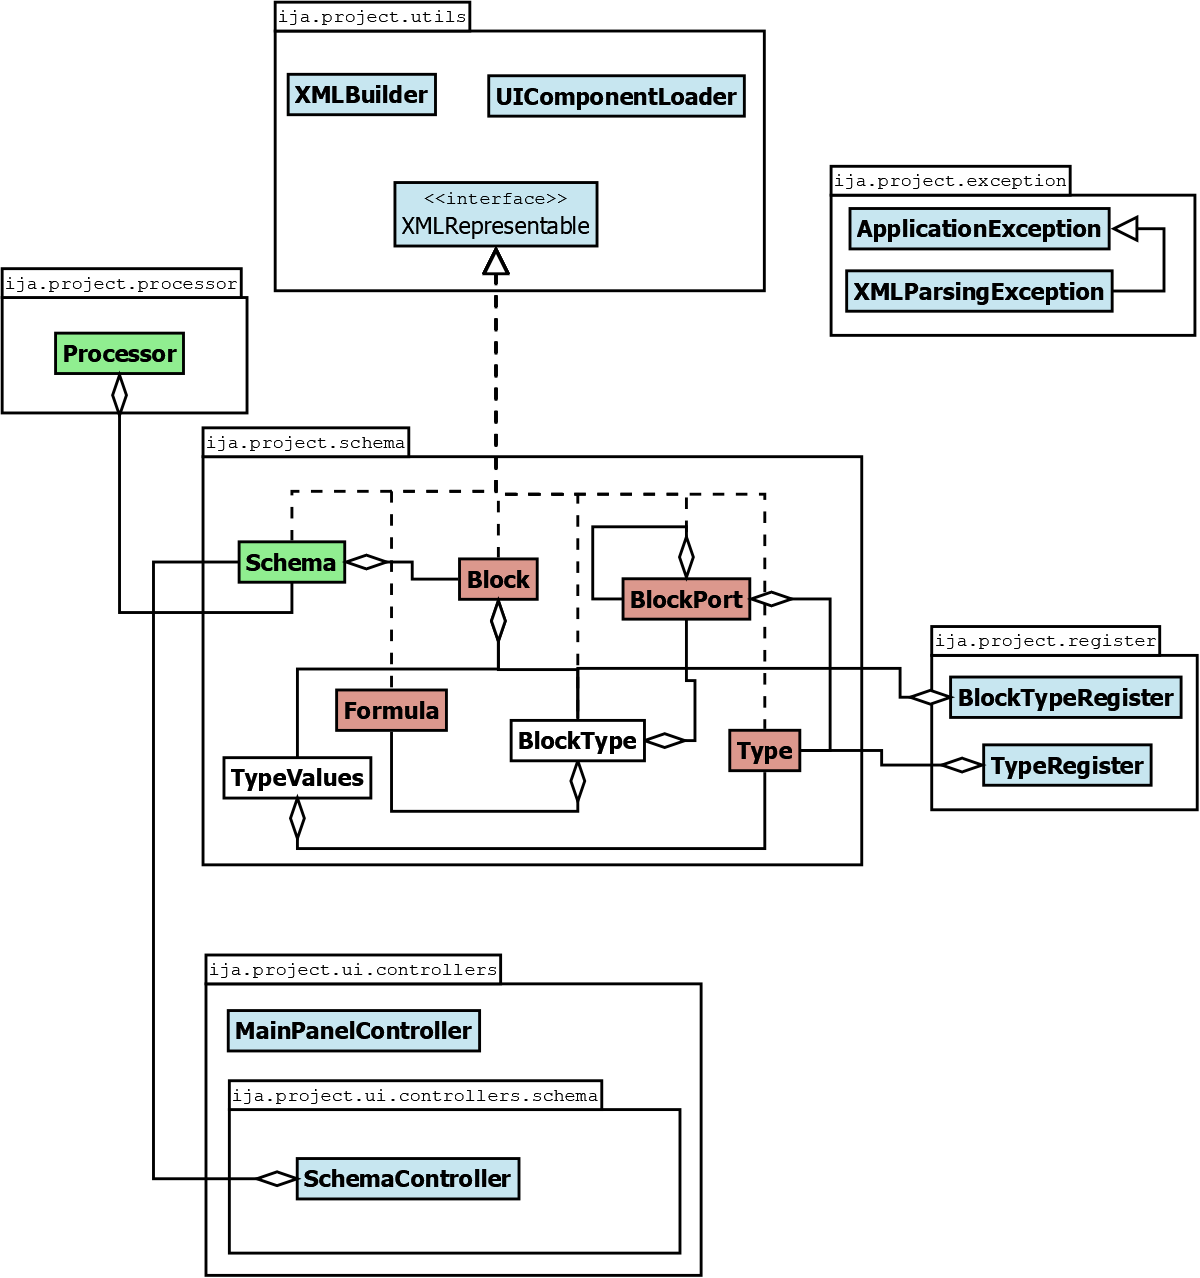 ija.project.utils
XMLBuilder
UIComponentLoader
<<interface>>
XMLRepresentable
ija.project.exception
ApplicationException
XMLParsingException
ija.project.processor
Processor
ija.project.schema
Schema
Block
BlockPort
Formula
BlockType
Type
TypeValues
ija.project.register
BlockTypeRegister
TypeRegister
ija.project.ui.controllers
MainPanelController
ija.project.ui.controllers.schema
SchemaController